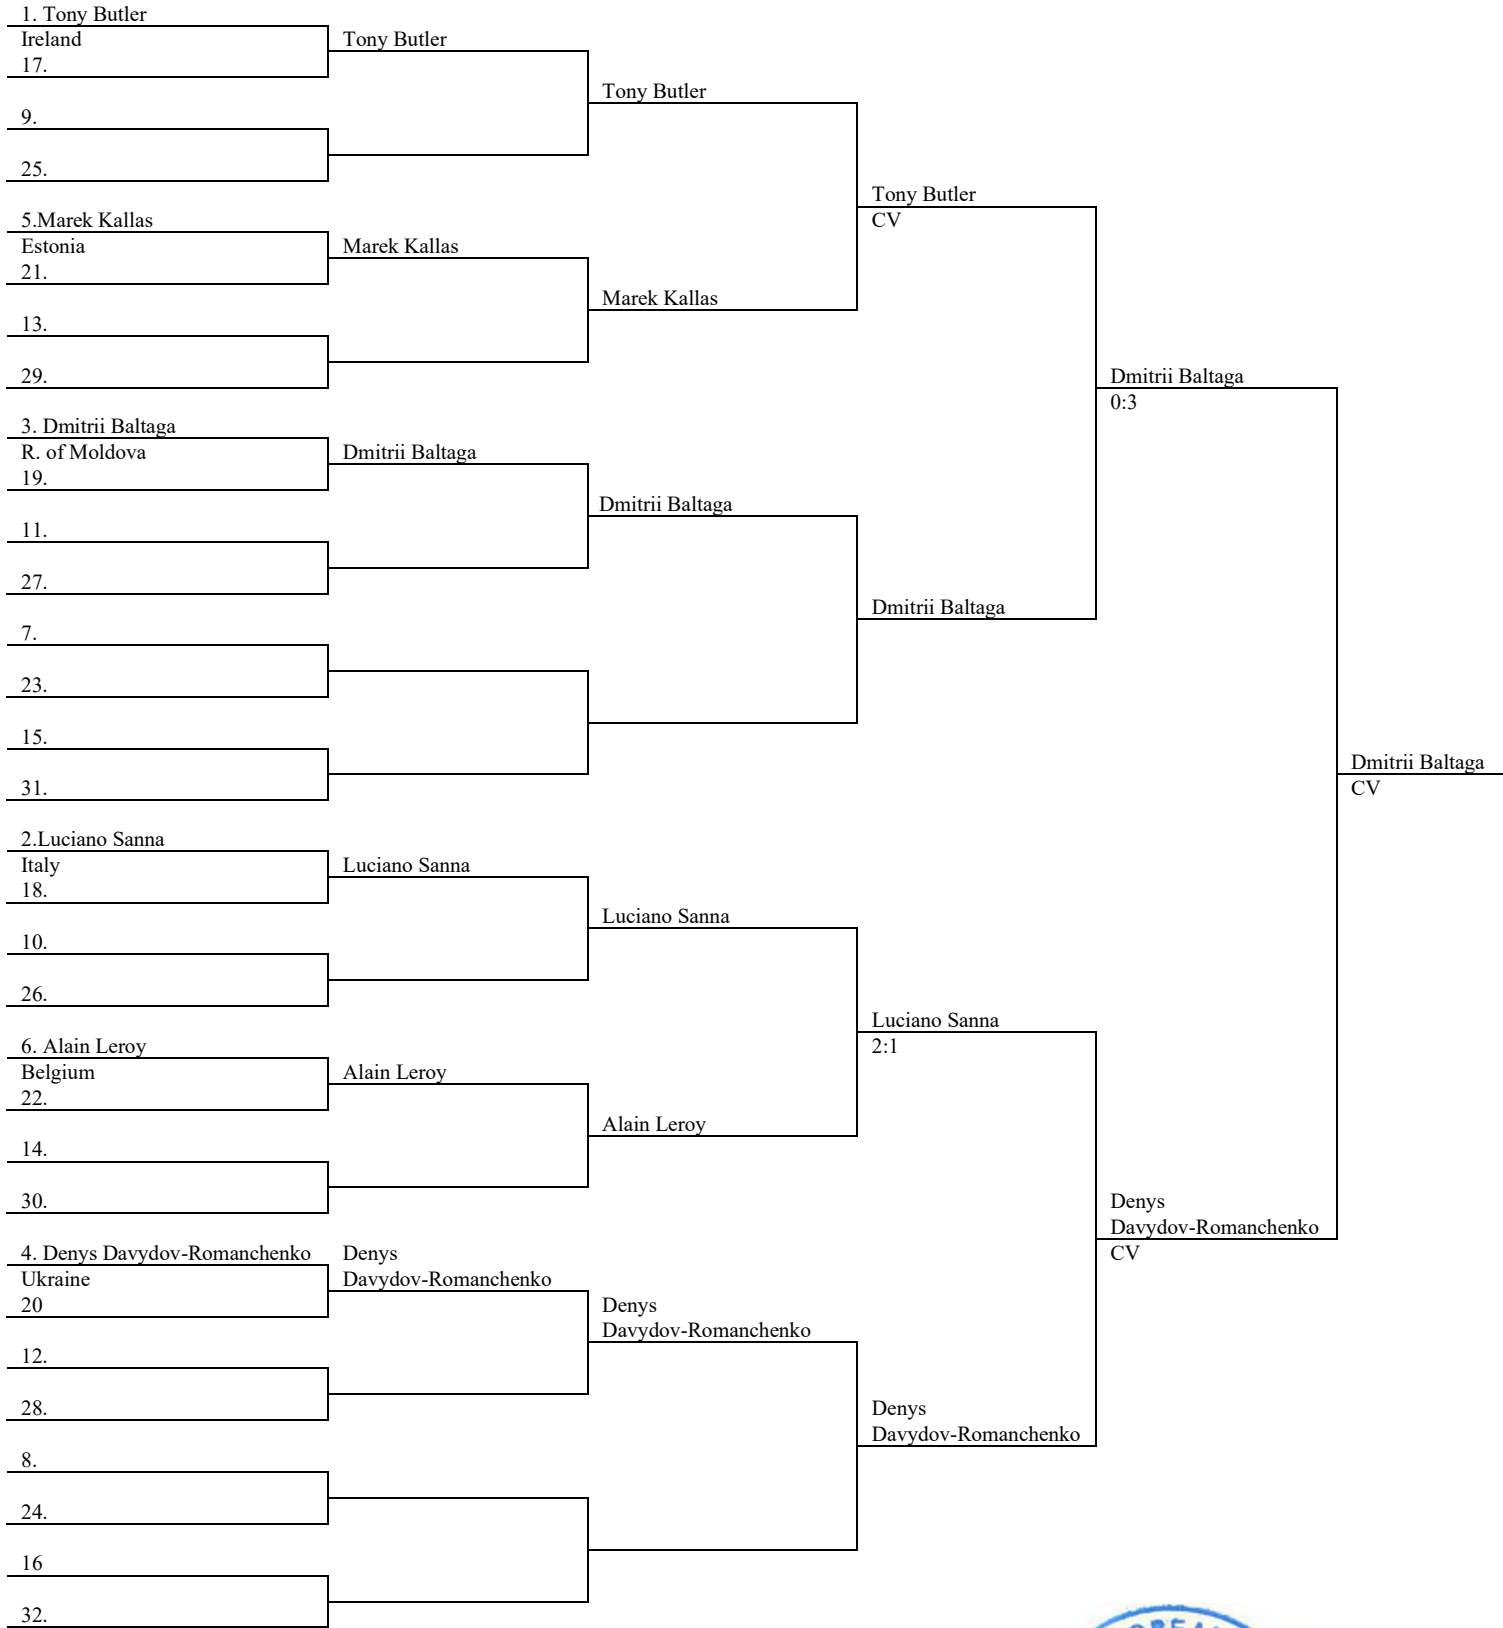 1. Tony Butler
Ireland
17.
9.
25.
5.Marek Kallas
Estonia
21.
13.
29.
3. Dmitrii Baltaga
R. of Moldova
19.
11.
27.
7.
23.
15.
31.
2.Luciano Sanna
Italy
18.
10.
26.
6. Alain Leroy
Belgium
22.
14.
30.
4. Denys Davydov-Romanchenko
Ukraine
20
12.
28.
8.
24.
16
32.
Tony Butler
Marek Kallas
Dmitrii Baltaga
Luciano Sanna
Alain Leroy
Denys
Davydov-Romanchenko
Tony Butler
Marek Kallas
Dmitrii Baltaga
Luciano Sanna
Alain Leroy
Denys
Davydov-Romanchenko
Tony Butler
CV
Dmitrii Baltaga
Luciano Sanna
2:1
Denys
Davydov-Romanchenko
Dmitrii Baltaga
0:3
Denys
Davydov-Romanchenko
CV
Dmitrii Baltaga
CV